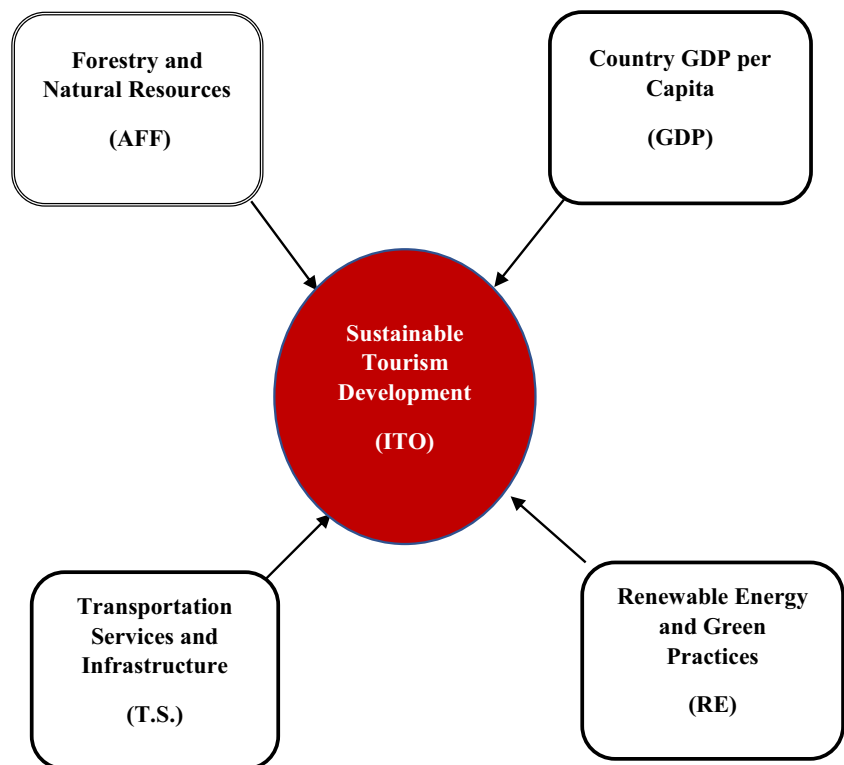 Forestry and
Natural Resources
(AFF)
Country GDP per
Capita
(GDP)
Sustainable
Tourism
Development
(ITO)
Transportation
Services and
Infrastructure
(T.S.)
Renewable Energy
and Green
Practices
(RE)